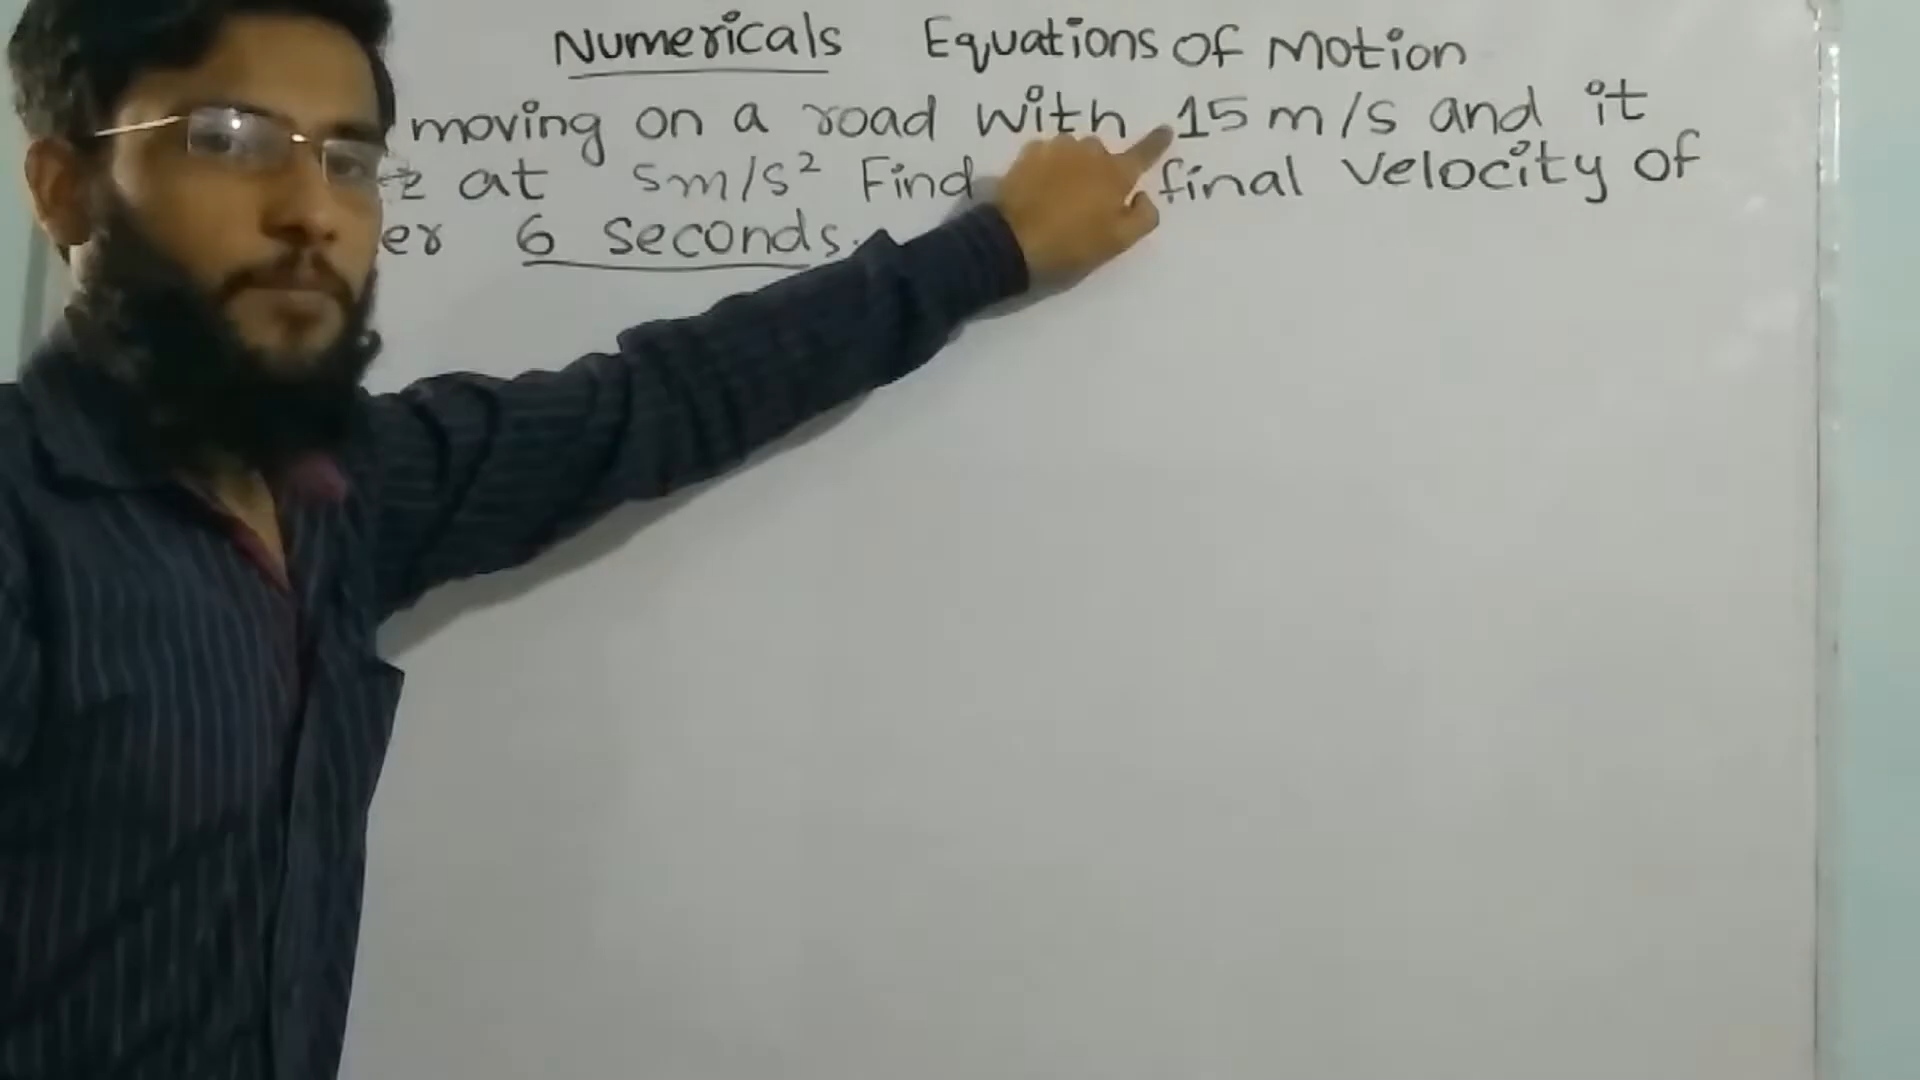 Numericals Equations of Motion
moving on a road with 15 m/s and it
at 5m/s² Find final velocity of
6 seconds.